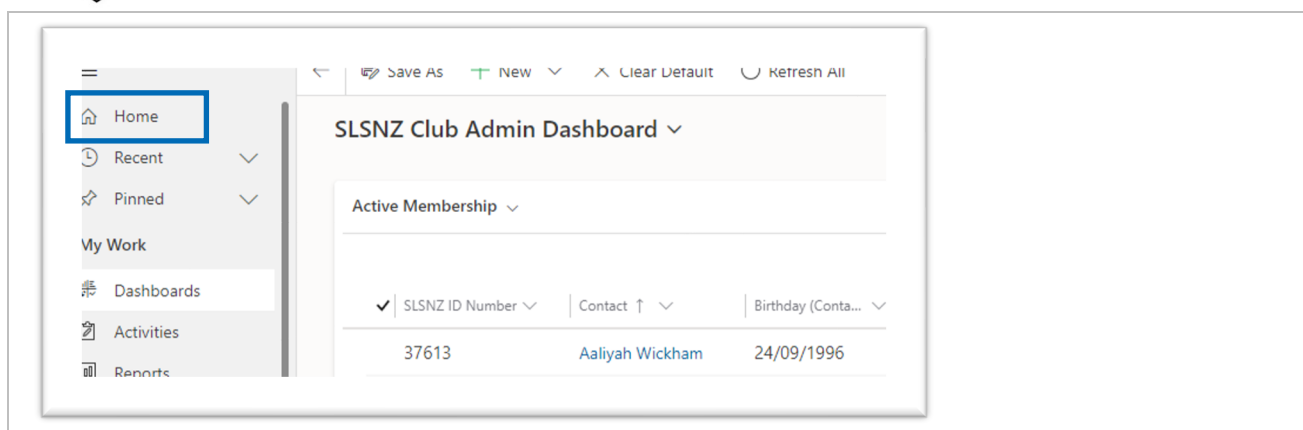 Save As New Clear Default Refresh All
Home
SLSNZ Club Admin Dashboard
Recent
Pinned
Active Membership
My Work
Dashboards
SLSNZ ID Number Contact ↑ Birthday (Conta...
Activities
37613 Aaliyah Wickham 24/09/1996
Reports